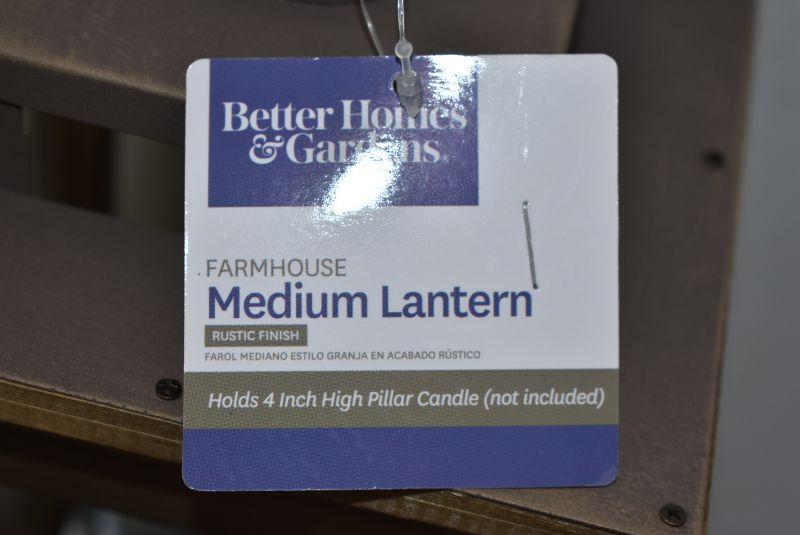 Better Homes
& Gardens
FARMHOUSE
Medium Lantern
RUSTIC FINISH
FAROL MEDIANO ESTILO GRANJA EN ACABADO RÚSTICO
Holds 4 Inch High Pillar Candle (not included)